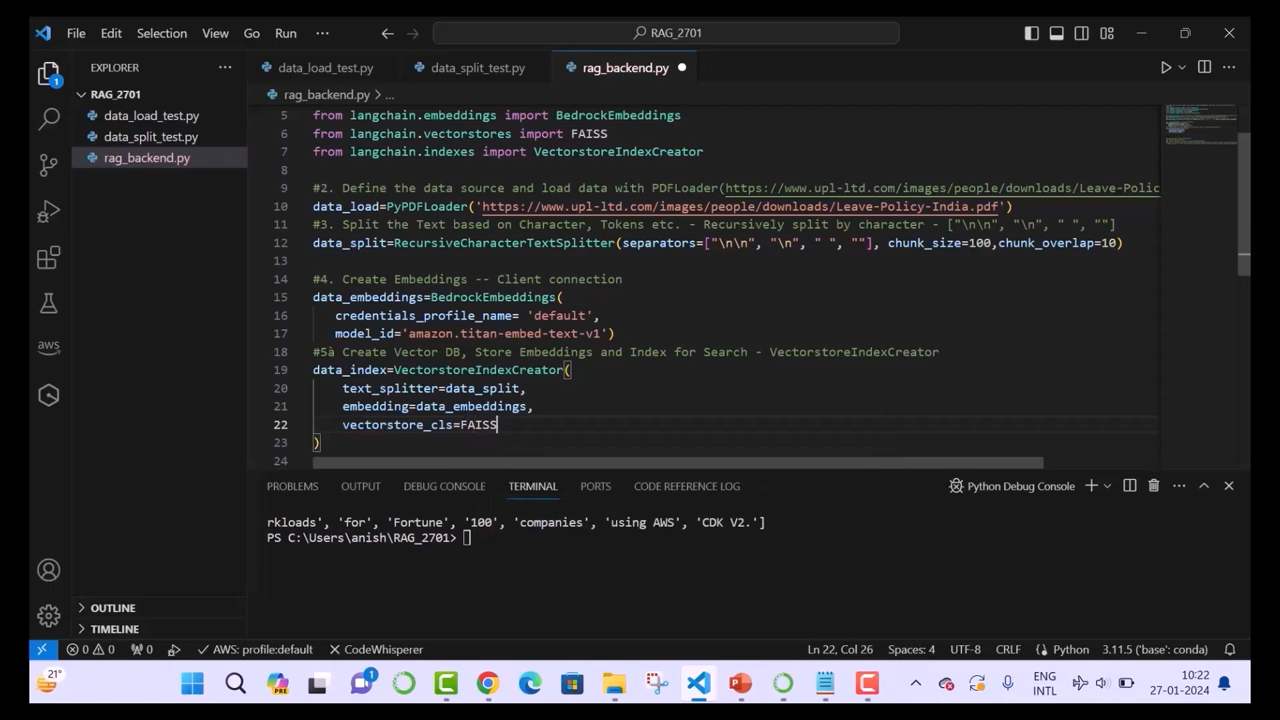 File Edit Selection View Go Run ··· RAG_2701
EXPLORER ··· data_load_test.py data_split_test.py rag_backend.py
RAG_2701
data_load_test.py
data_split_test.py
rag_backend.py
1
aws
rag_backend.py > ...
5 from langchain.embeddings import BedrockEmbeddings
6 from langchain.vectorstores import FAISS
7 from langchain.indexes import VectorstoreIndexCreator
8
9 #2. Define the data source and load data with PDFLoader(https://www.upl-ltd.com/images/people/downloads/Leave-Polic
10 data_load=PyPDFLoader('https://www.upl-ltd.com/images/people/downloads/Leave-Policy-India.pdf')
11 #3. Split the Text based on Character, Tokens etc. - Recursively split by character - ["\n\n", "\n", " ", ""]
12 data_split=RecursiveCharacterTextSplitter(separators=["\n\n", "\n", " ", ""], chunk_size=100,chunk_overlap=10)
13
14 #4. Create Embeddings -- Client connection
15 data_embeddings=BedrockEmbeddings(
16 credentials_profile_name= 'default',
17 model_id='amazon.titan-embed-text-v1')
18 #5à Create Vector DB, Store Embeddings and Index for Search - VectorstoreIndexCreator
19 data_index=VectorstoreIndexCreator(
20 text_splitter=data_split,
21 embedding=data_embeddings,
22 vectorstore_cls=FAISS
23 )
24
PROBLEMS OUTPUT DEBUG CONSOLE TERMINAL PORTS CODE REFERENCE LOG Python Debug Console
rkloads', 'for', 'Fortune', '100', 'companies', 'using AWS', 'CDK V2.']
PS C:\Users\anish\RAG_2701>
OUTLINE
TIMELINE
0 0 0 AWS: profile:default CodeWhisperer Ln 22, Col 26 Spaces: 4 UTF-8 CRLF Python 3.11.5 ('base': conda)
21° PRE 1 ENG INTL 10:22 27-01-2024